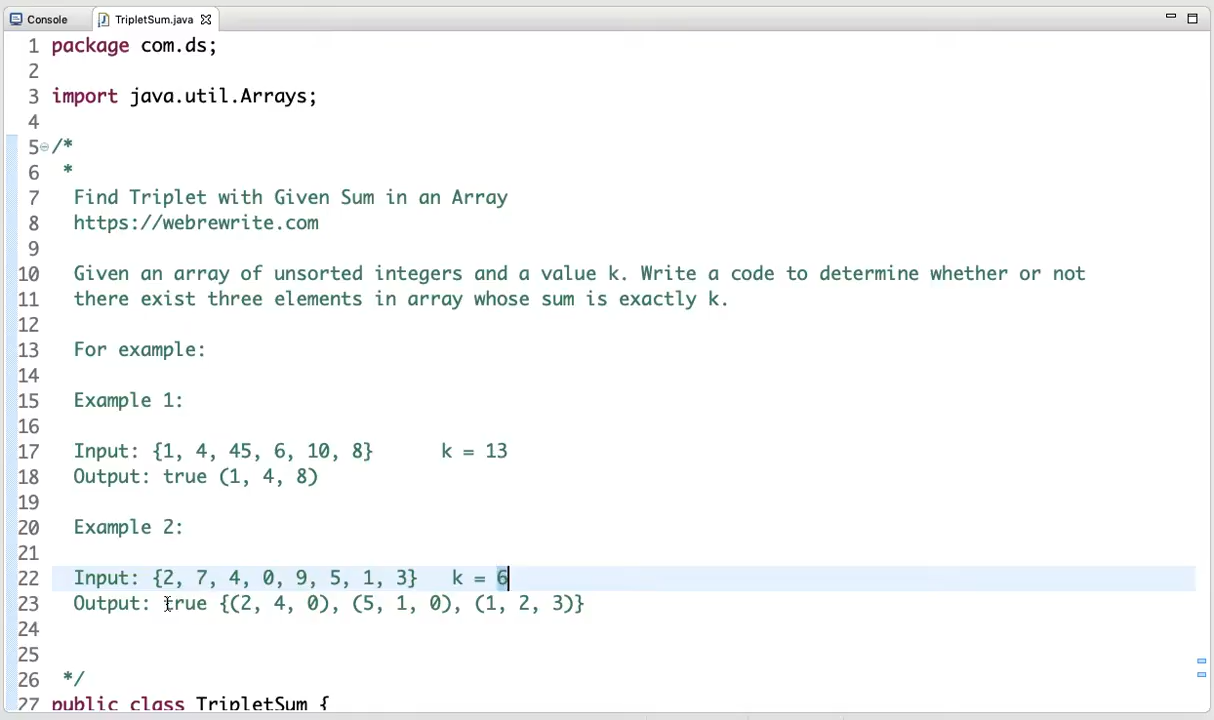 Console TripletSum.java
1 package com.ds;
2
3 import java.util.Arrays;
4
5 /*
6 *
7 Find Triplet with Given Sum in an Array
8 https://webrewrite.com
9
10 Given an array of unsorted integers and a value k. Write a code to determine whether or not
11 there exist three elements in array whose sum is exactly k.
12
13 For example:
14
15 Example 1:
16
17 Input: {1, 4, 45, 6, 10, 8} k = 13
18 Output: true (1, 4, 8)
19
20 Example 2:
21
22 Input: {2, 7, 4, 0, 9, 5, 1, 3} k = 6
23 Output: true {(2, 4, 0), (5, 1, 0), (1, 2, 3)}
24
25
26 */
27 public class TripletSum {